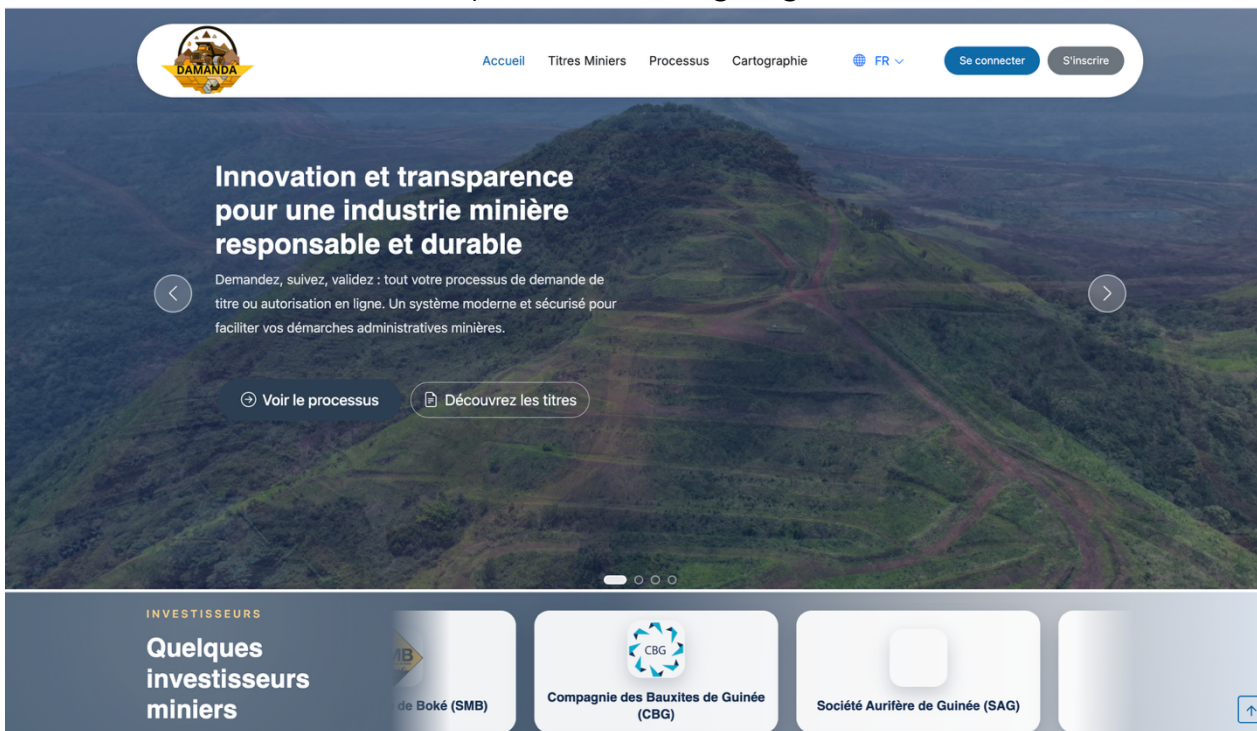 DAMANDA
Accueil Titres Miniers Processus Cartographie FR Se connecter S'inscrire
Innovation et transparence
pour une industrie minière
responsable et durable
Demandez, suivez, validez : tout votre processus de demande de
titre ou autorisation en ligne. Un système moderne et sécurisé pour
faciliter vos démarches administratives minières.
Voir le processus Découvrez les titres
INVESTISSEURS
Quelques
investisseurs
miniers
MB
de Boké (SMB)
CBG
Compagnie des Bauxites de Guinée
(CBG)
Société Aurifère de Guinée (SAG)